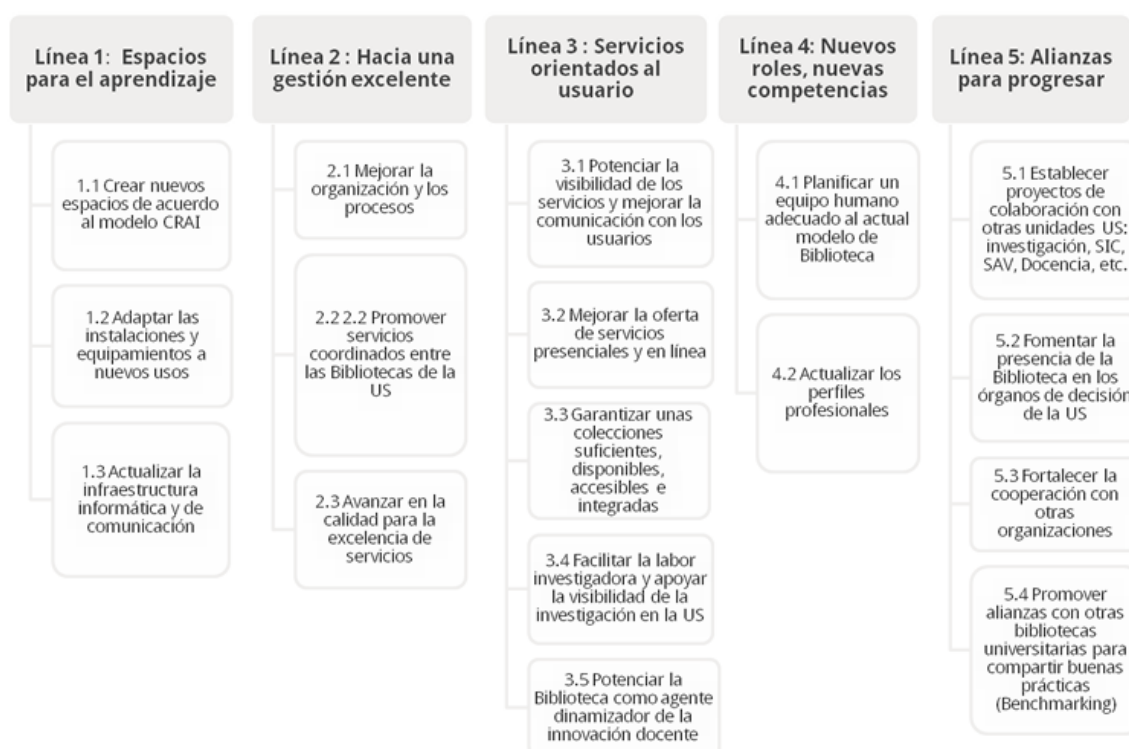 Línea 1: Espacios
para el aprendizaje
1.1 Crear nuevos
espacios de acuerdo
al modelo CRAI
1.2 Adaptar las
instalaciones y
equipamientos a
nuevos usos
1.3 Actualizar la
infraestructura
informática y de
comunicación
Línea 2 : Hacia una
gestión excelente
2.1 Mejorar la
organización y los
procesos
2.2 2.2 Promover
servicios
coordinados entre
las Bibliotecas de la
US
2.3 Avanzar en la
calidad para la
excelencia de
servicios
Línea 3 : Servicios
orientados al
usuario
3.1 Potenciar la
visibilidad de los
servicios y mejorar la
comunicación con los
usuarios
3.2 Mejorar la oferta
de servicios
presenciales y en línea
3.3 Garantizar unas
colecciones
suficientes,
disponibles,
accesibles e
integradas
3.4 Facilitar la labor
investigadora y apoyar
la visibilidad de la
investigación en la US
3.5 Potenciar la
Biblioteca como agente
dinamizador de la
innovación docente
Línea 4: Nuevos
roles, nuevas
competencias
4.1 Planificar un
equipo humano
adecuado al actual
modelo de
Biblioteca
4.2 Actualizar los
perfiles
profesionales
Línea 5: Alianzas
para progresar
5.1 Establecer
proyectos de
colaboración con
otras unidades US:
investigación, SIC,
SAV, Docencia, etc.
5.2 Fomentar la
presencia de la
Biblioteca en los
órganos de decisión
de la US
5.3 Fortalecer la
cooperación con
otras
organizaciones
5.4 Promover
alianzas con otras
bibliotecas
universitarias para
compartir buenas
prácticas
(Benchmarking)